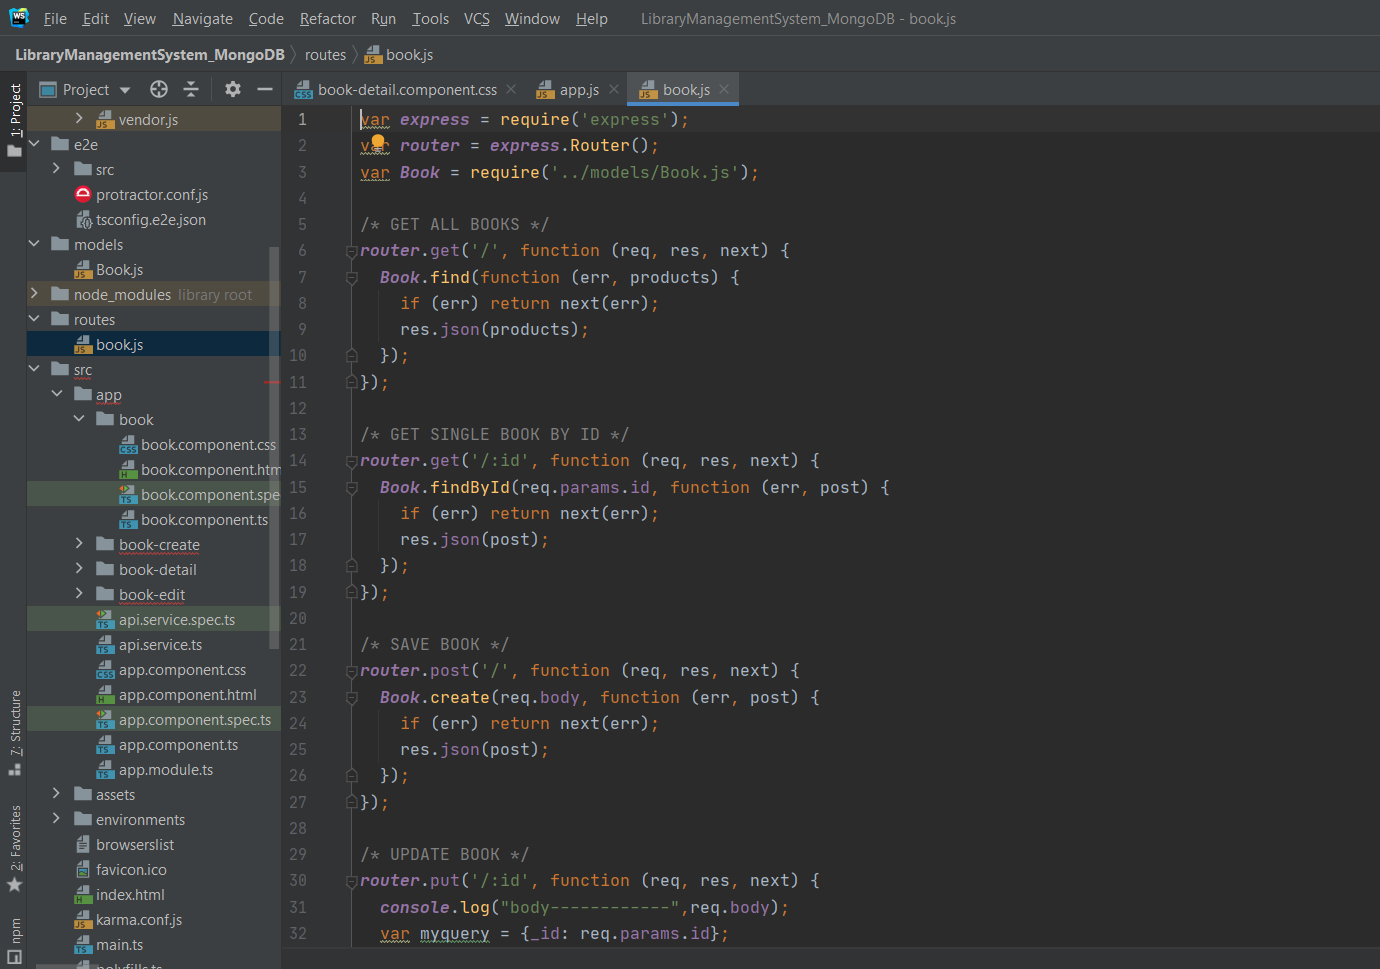 WS File Edit View Navigate Code Refactor Run Tools VCS Window Help LibraryManagementSystem_MongoDB - book.js
LibraryManagementSystem_MongoDB routes book.js
1: Project
7: Structure
2: Favorites
npm
Project
vendor.js
e2e
src
protractor.conf.js
tsconfig.e2e.json
models
Book.js
node_modules library root
routes
book.js
src
app
book
book.component.css
book.component.htm
book.component.spe
book.component.ts
book-create
book-detail
book-edit
api.service.spec.ts
api.service.ts
app.component.css
app.component.html
app.component.spec.ts
app.component.ts
app.module.ts
assets
environments
browserslist
favicon.ico
index.html
karma.conf.js
main.ts
polyfills.ts
book-detail.component.css app.js book.js
1 var express = require('express');
2 var router = express.Router();
3 var Book = require('../models/Book.js');
4
5 /* GET ALL BOOKS */
6 router.get('/', function (req, res, next) {
7 Book.find(function (err, products) {
8 if (err) return next(err);
9 res.json(products);
10 });
11 });
12
13 /* GET SINGLE BOOK BY ID */
14 router.get('/:id', function (req, res, next) {
15 Book.findById(req.params.id, function (err, post) {
16 if (err) return next(err);
17 res.json(post);
18 });
19 });
20
21 /* SAVE BOOK */
22 router.post('/', function (req, res, next) {
23 Book.create(req.body, function (err, post) {
24 if (err) return next(err);
25 res.json(post);
26 });
27 });
28
29 /* UPDATE BOOK */
30 router.put('/:id', function (req, res, next) {
31 console.log("body------------",req.body);
32 var myquery = {_id: req.params.id};